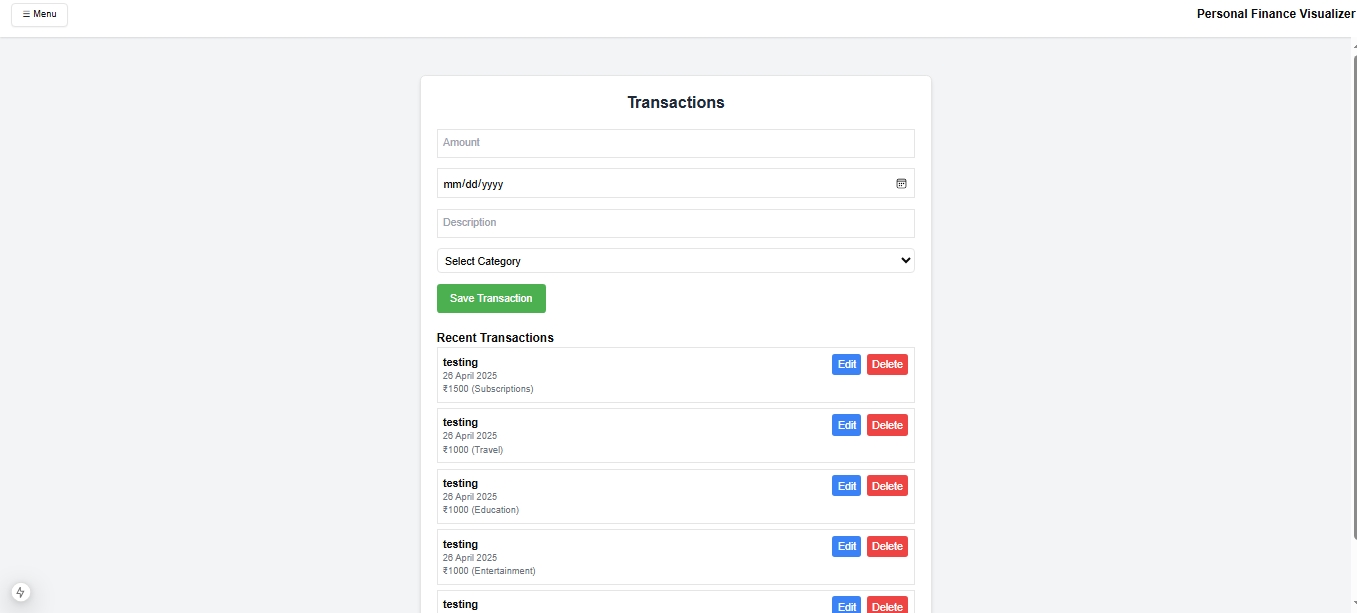 ☰ Menu
Personal Finance Visualizer
Transactions
Amount
mm/dd/yyyy
Description
Select Category
Save Transaction
Recent Transactions
testing
Edit Delete
26 April 2025
₹1500 (Subscriptions)
testing
Edit Delete
26 April 2025
₹1000 (Travel)
testing
Edit Delete
26 April 2025
₹1000 (Education)
testing
Edit Delete
26 April 2025
₹1000 (Entertainment)
testing
Edit Delete